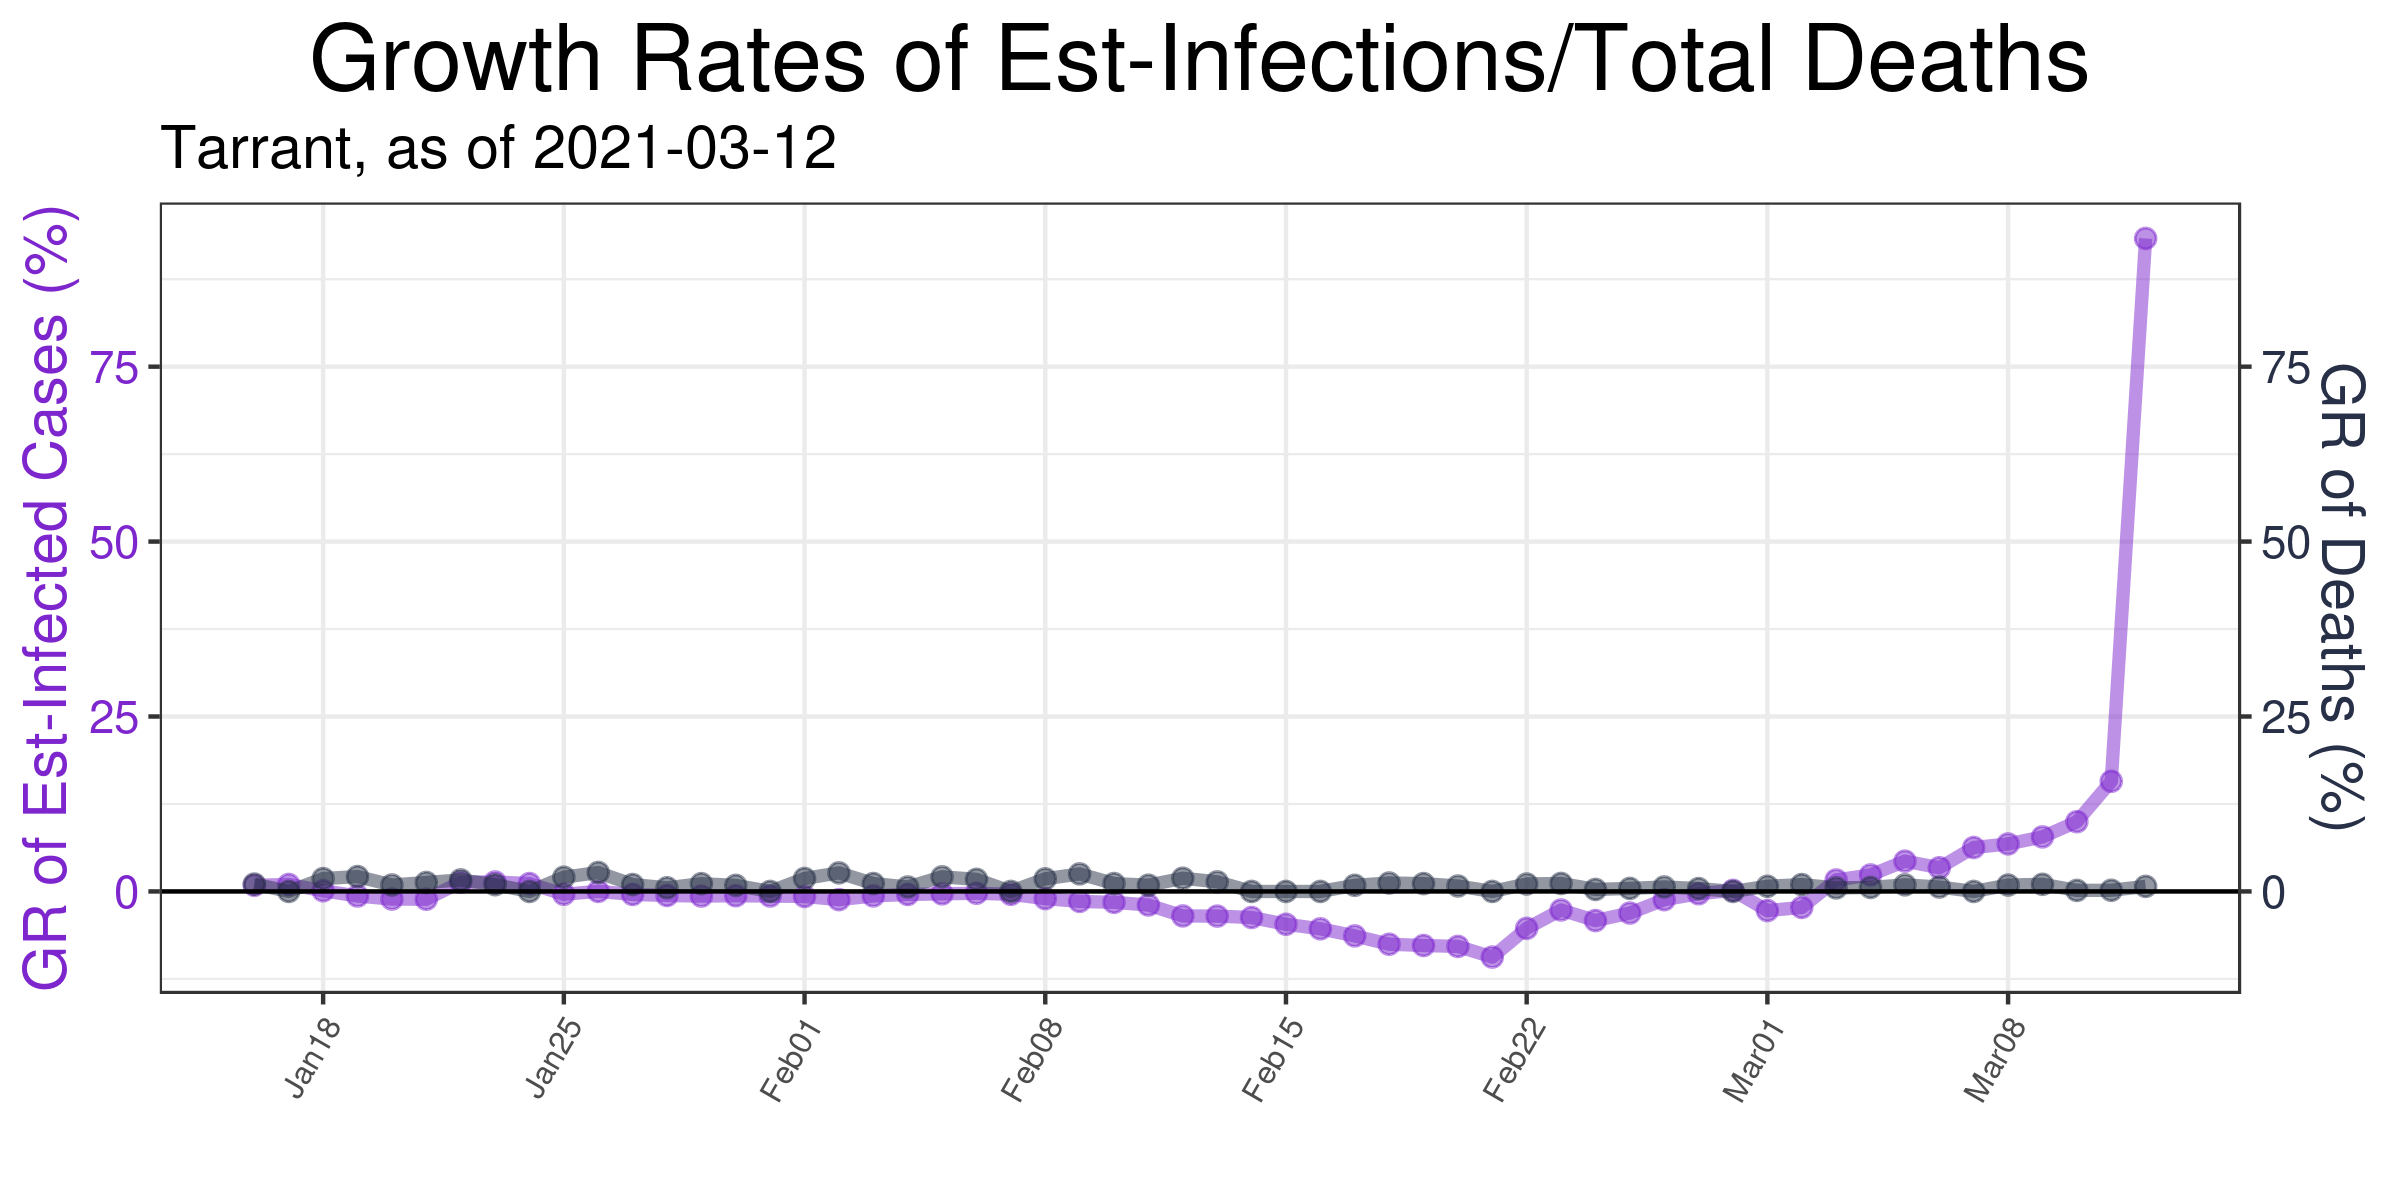 Growth Rates of Est-Infections/Total Deaths
Tarrant, as of 2021-03-12
GR of Est-Infected Cases (%)
75
50
25
0
75
50
25
0
GR of Deaths (%)
Jan18
Jan25
Feb01
Feb08
Feb15
Feb22
Mar01
Mar08